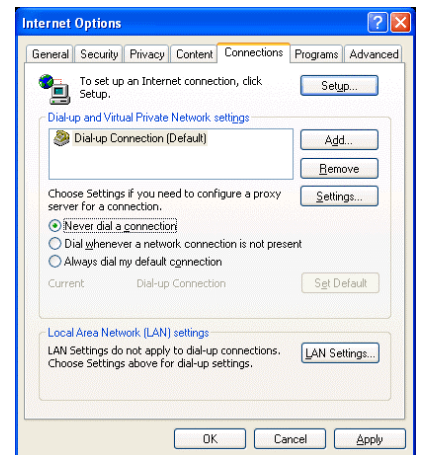 Internet Options
General Security Privacy Content Connections Programs Advanced
To set up an Internet connection, click
Setup.
Setup...
Dial-up and Virtual Private Network settings
Dial-up Connection (Default)
Add...
Remove
Choose Settings if you need to configure a proxy
server for a connection.
Settings...
Never dial a connection
Dial whenever a network connection is not present
Always dial my default connection
Current Dial-up Connection
Set Default
Local Area Network (LAN) settings
LAN Settings do not apply to dial-up connections.
Choose Settings above for dial-up settings.
LAN Settings...
OK Cancel Apply